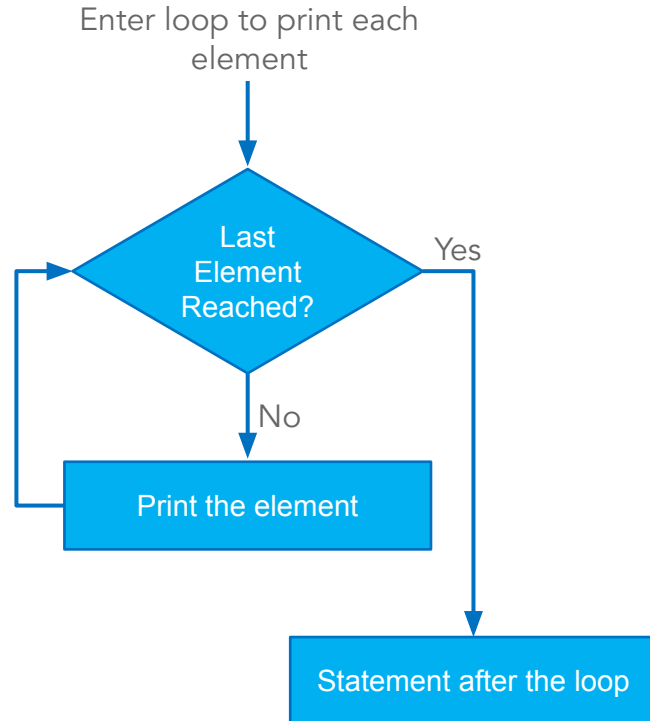 Enter loop to print each
element
Last
Element
Reached?
Yes
No
Print the element
Statement after the loop